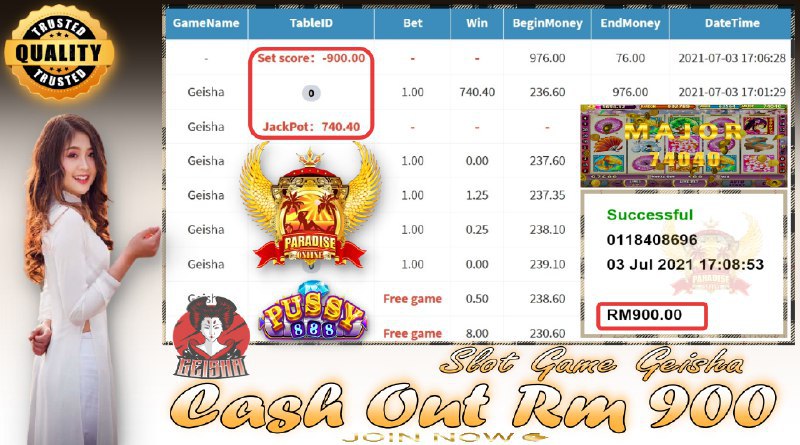 TRUSTED
QUALITY
TRUSTED
GameName TableID Bet Win BeginMoney EndMoney DateTime
- Set score: -900.00 - - 976.00 76.00 2021-07-03 17:06:28
Geisha 0 1.00 740.40 236.60 976.00 2021-07-03 17:01:29
Geisha JackPot: 740.40 - - - -
Geisha 1.00 0.00 237.60
Geisha 1.00 1.25 237.35
Geisha 1.00 0.25 238.10
Geisha 1.00 0.00 239.10
Geisha Free game 0.50 238.60
Free game 8.00 230.60
MAJOR
74040
PARADISE
ONLINE
PUSSY
888
GEISHA
Successful
0118408696
03 Jul 2021 17:08:53
RM900.00
Slot Game Geisha
Cash Out Rm 900
JOIN NOW